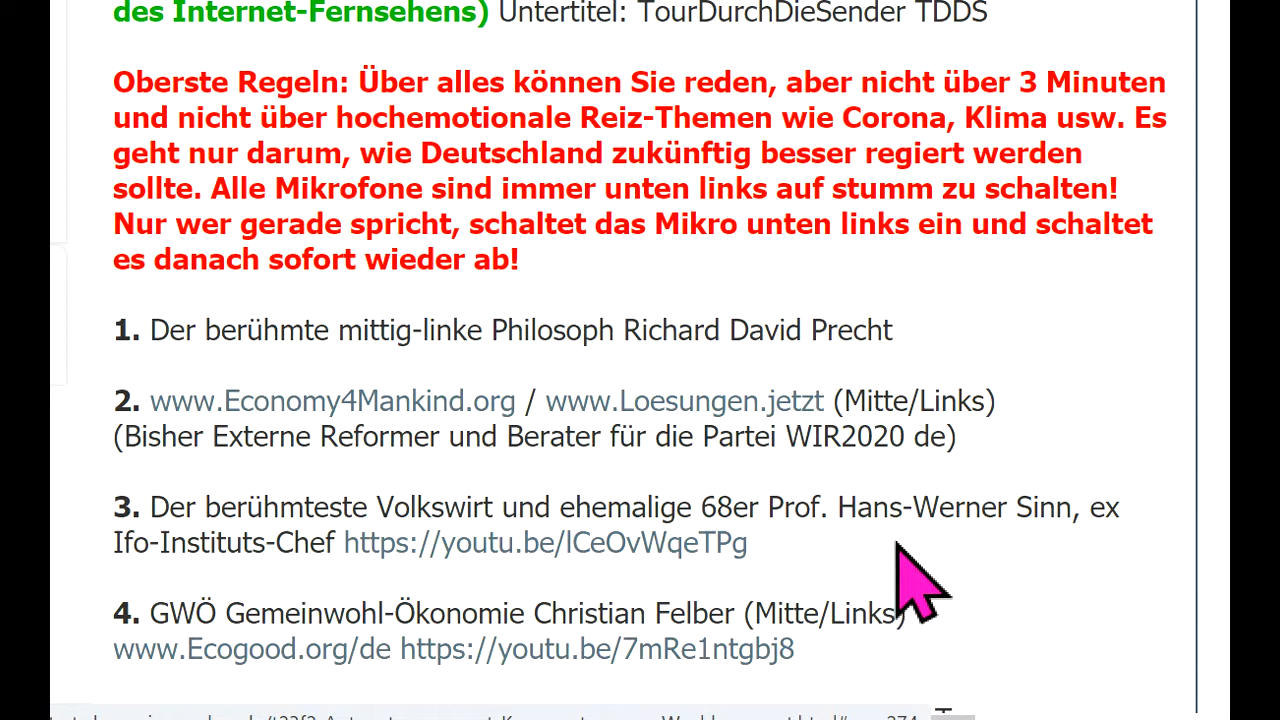 des Internet-Fernsehens) Untertitel: TourDurchDieSender TDDS
Oberste Regeln: Über alles können Sie reden, aber nicht über 3 Minuten
und nicht über hochemotionale Reiz-Themen wie Corona, Klima usw. Es
geht nur darum, wie Deutschland zukünftig besser regiert werden
sollte. Alle Mikrofone sind immer unten links auf stumm zu schalten!
Nur wer gerade spricht, schaltet das Mikro unten links ein und schaltet
es danach sofort wieder ab!
1. Der berühmte mittig-linke Philosoph Richard David Precht
2. www.Economy4Mankind.org / www.Loesungen.jetzt (Mitte/Links)
(Bisher Externe Reformer und Berater für die Partei WIR2020 de)
3. Der berühmteste Volkswirt und ehemalige 68er Prof. Hans-Werner Sinn, ex
Ifo-Instituts-Chef https://youtu.be/lCeOvWqeTPg
4. GWÖ Gemeinwohl-Ökonomie Christian Felber (Mitte/Links)
www.Ecogood.org/de https://youtu.be/7mRe1ntgbj8